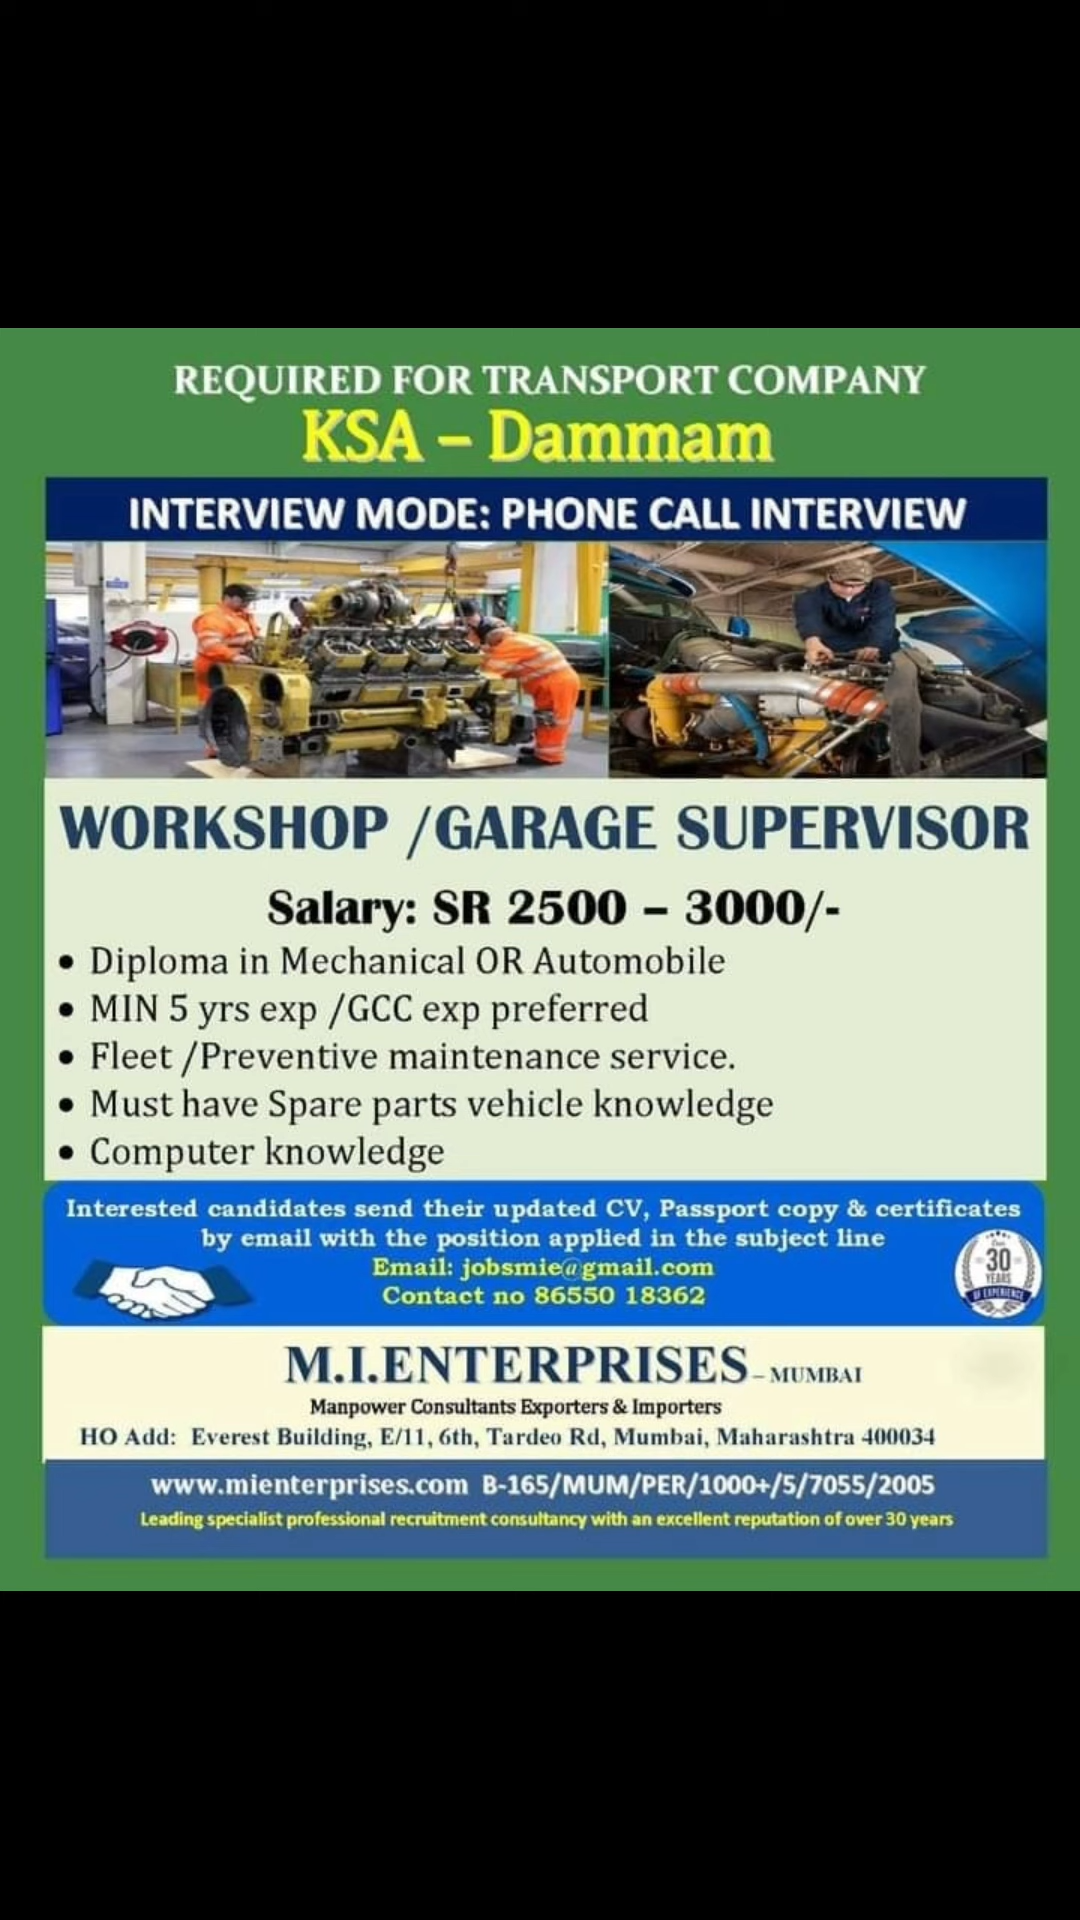 REQUIRED FOR TRANSPORT COMPANY
KSA – Dammam
INTERVIEW MODE: PHONE CALL INTERVIEW
WORKSHOP /GARAGE SUPERVISOR
Salary: SR 2500 – 3000/-
• Diploma in Mechanical OR Automobile
• MIN 5 yrs exp /GCC exp preferred
• Fleet /Preventive maintenance service.
• Must have Spare parts vehicle knowledge
• Computer knowledge
Interested candidates send their updated CV, Passport copy & certificates
by email with the position applied in the subject line
Email: jobsmie@gmail.com
Contact no 86550 18362
Over
30
YEARS
OF EXPERIENCE
M.I.ENTERPRISES – MUMBAI
Manpower Consultants Exporters & Importers
HO Add: Everest Building, E/11, 6th, Tardeo Rd, Mumbai, Maharashtra 400034
www.mienterprises.com B-165/MUM/PER/1000+/5/7055/2005
Leading specialist professional recruitment consultancy with an excellent reputation of over 30 years